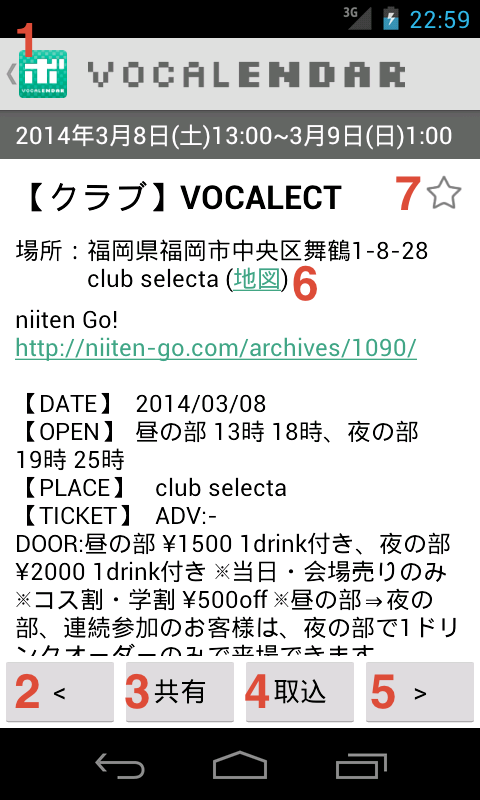 3G 22:59
1
ボ VOCALENDAR
VOCALENDAR
2014年3月8日(土)13:00~3月9日(日)1:00
【クラブ】VOCALECT 7
場所：福岡県福岡市中央区舞鶴1-8-28
club selecta (地図) 6
niiten Go!
http://niiten-go.com/archives/1090/
【DATE】 2014/03/08
【OPEN】 昼の部 13時 18時、夜の部
19時 25時
【PLACE】 club selecta
【TICKET】 ADV:-
DOOR:昼の部 ¥1500 1drink付き、夜の部
¥2000 1drink付き ※当日・会場売りのみ
※コス割・学割 ¥500off ※昼の部⇒夜の
部、連続参加のお客様は、夜の部で1ドリ
ンクオーダーのみで来場できます
2 < 3 共有 4 取込 5 >